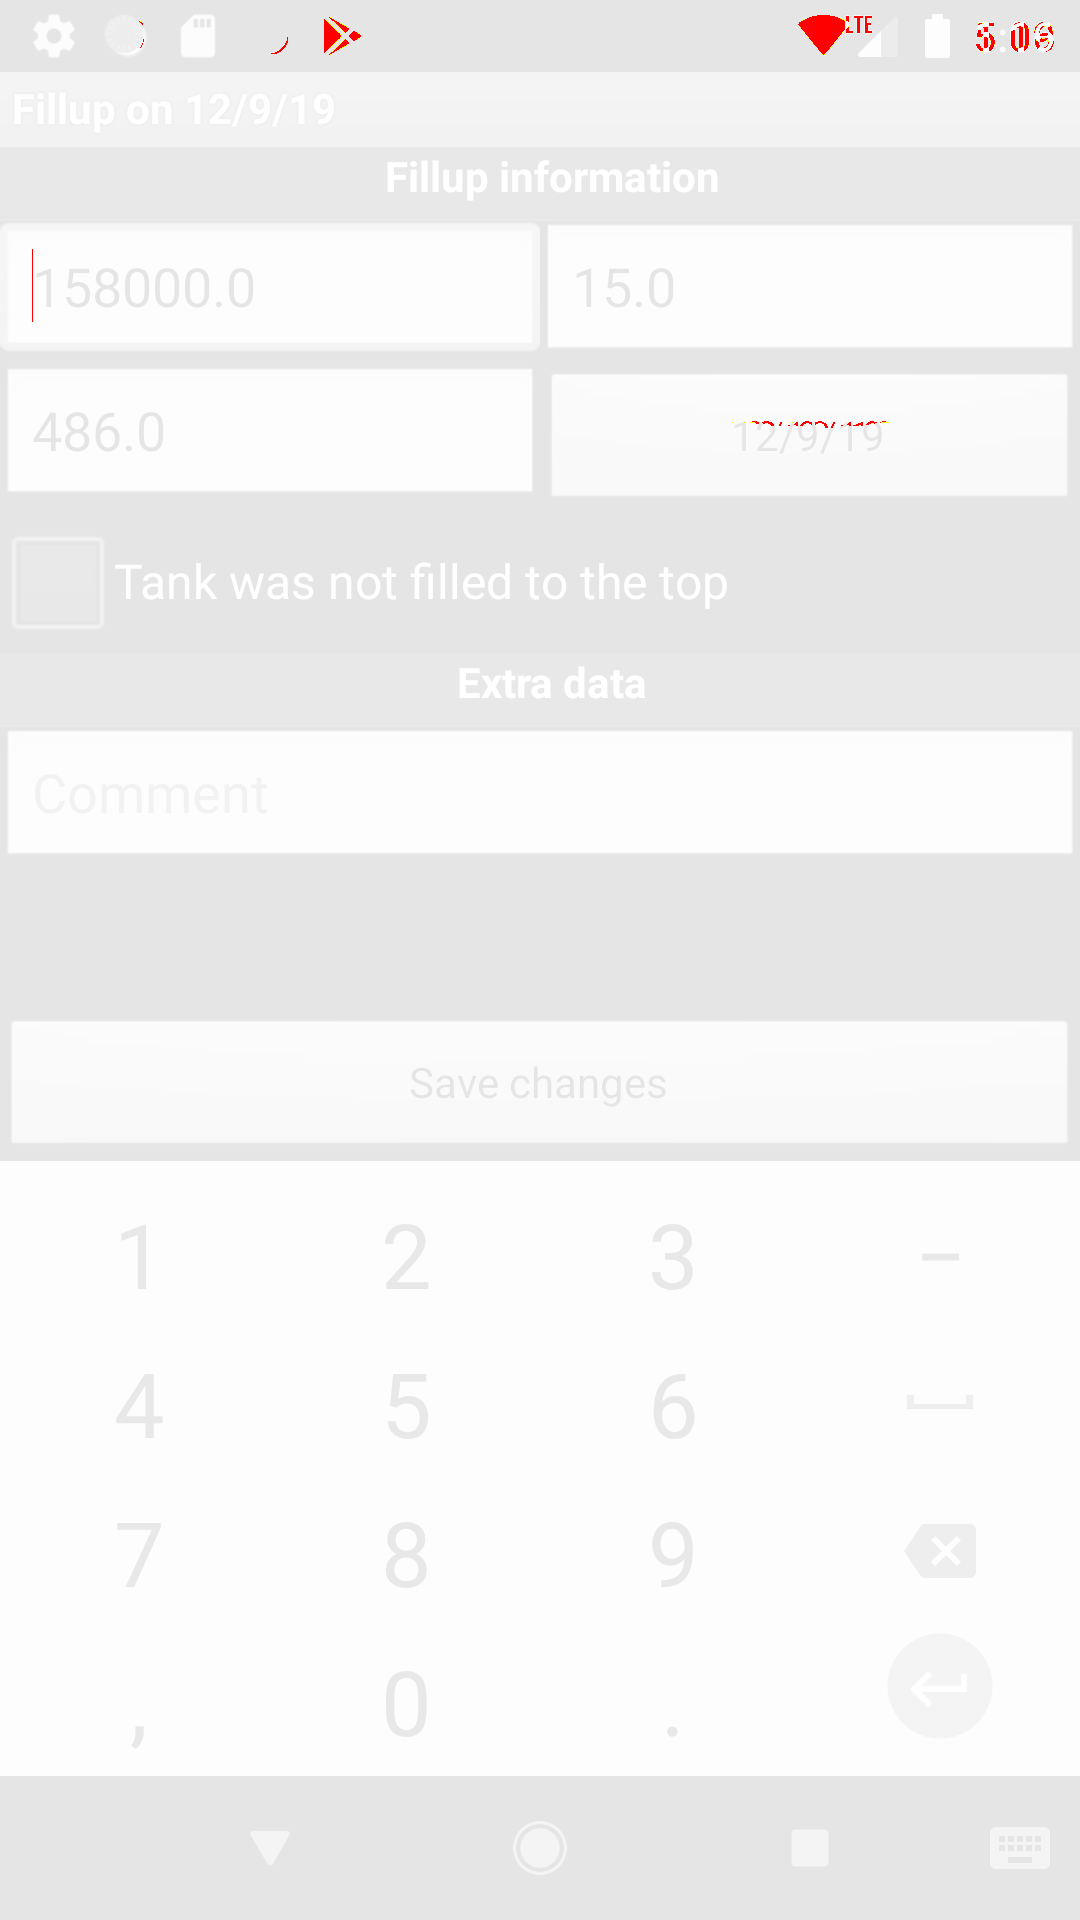 LTE
Fillup on 12/9/19
Fillup information
158000.0 15.0
486.0 12/9/19
Tank was not filled to the top
Extra data
Comment
Save changes
1 2 3 –
4 5 6
7 8 9
, 0 .